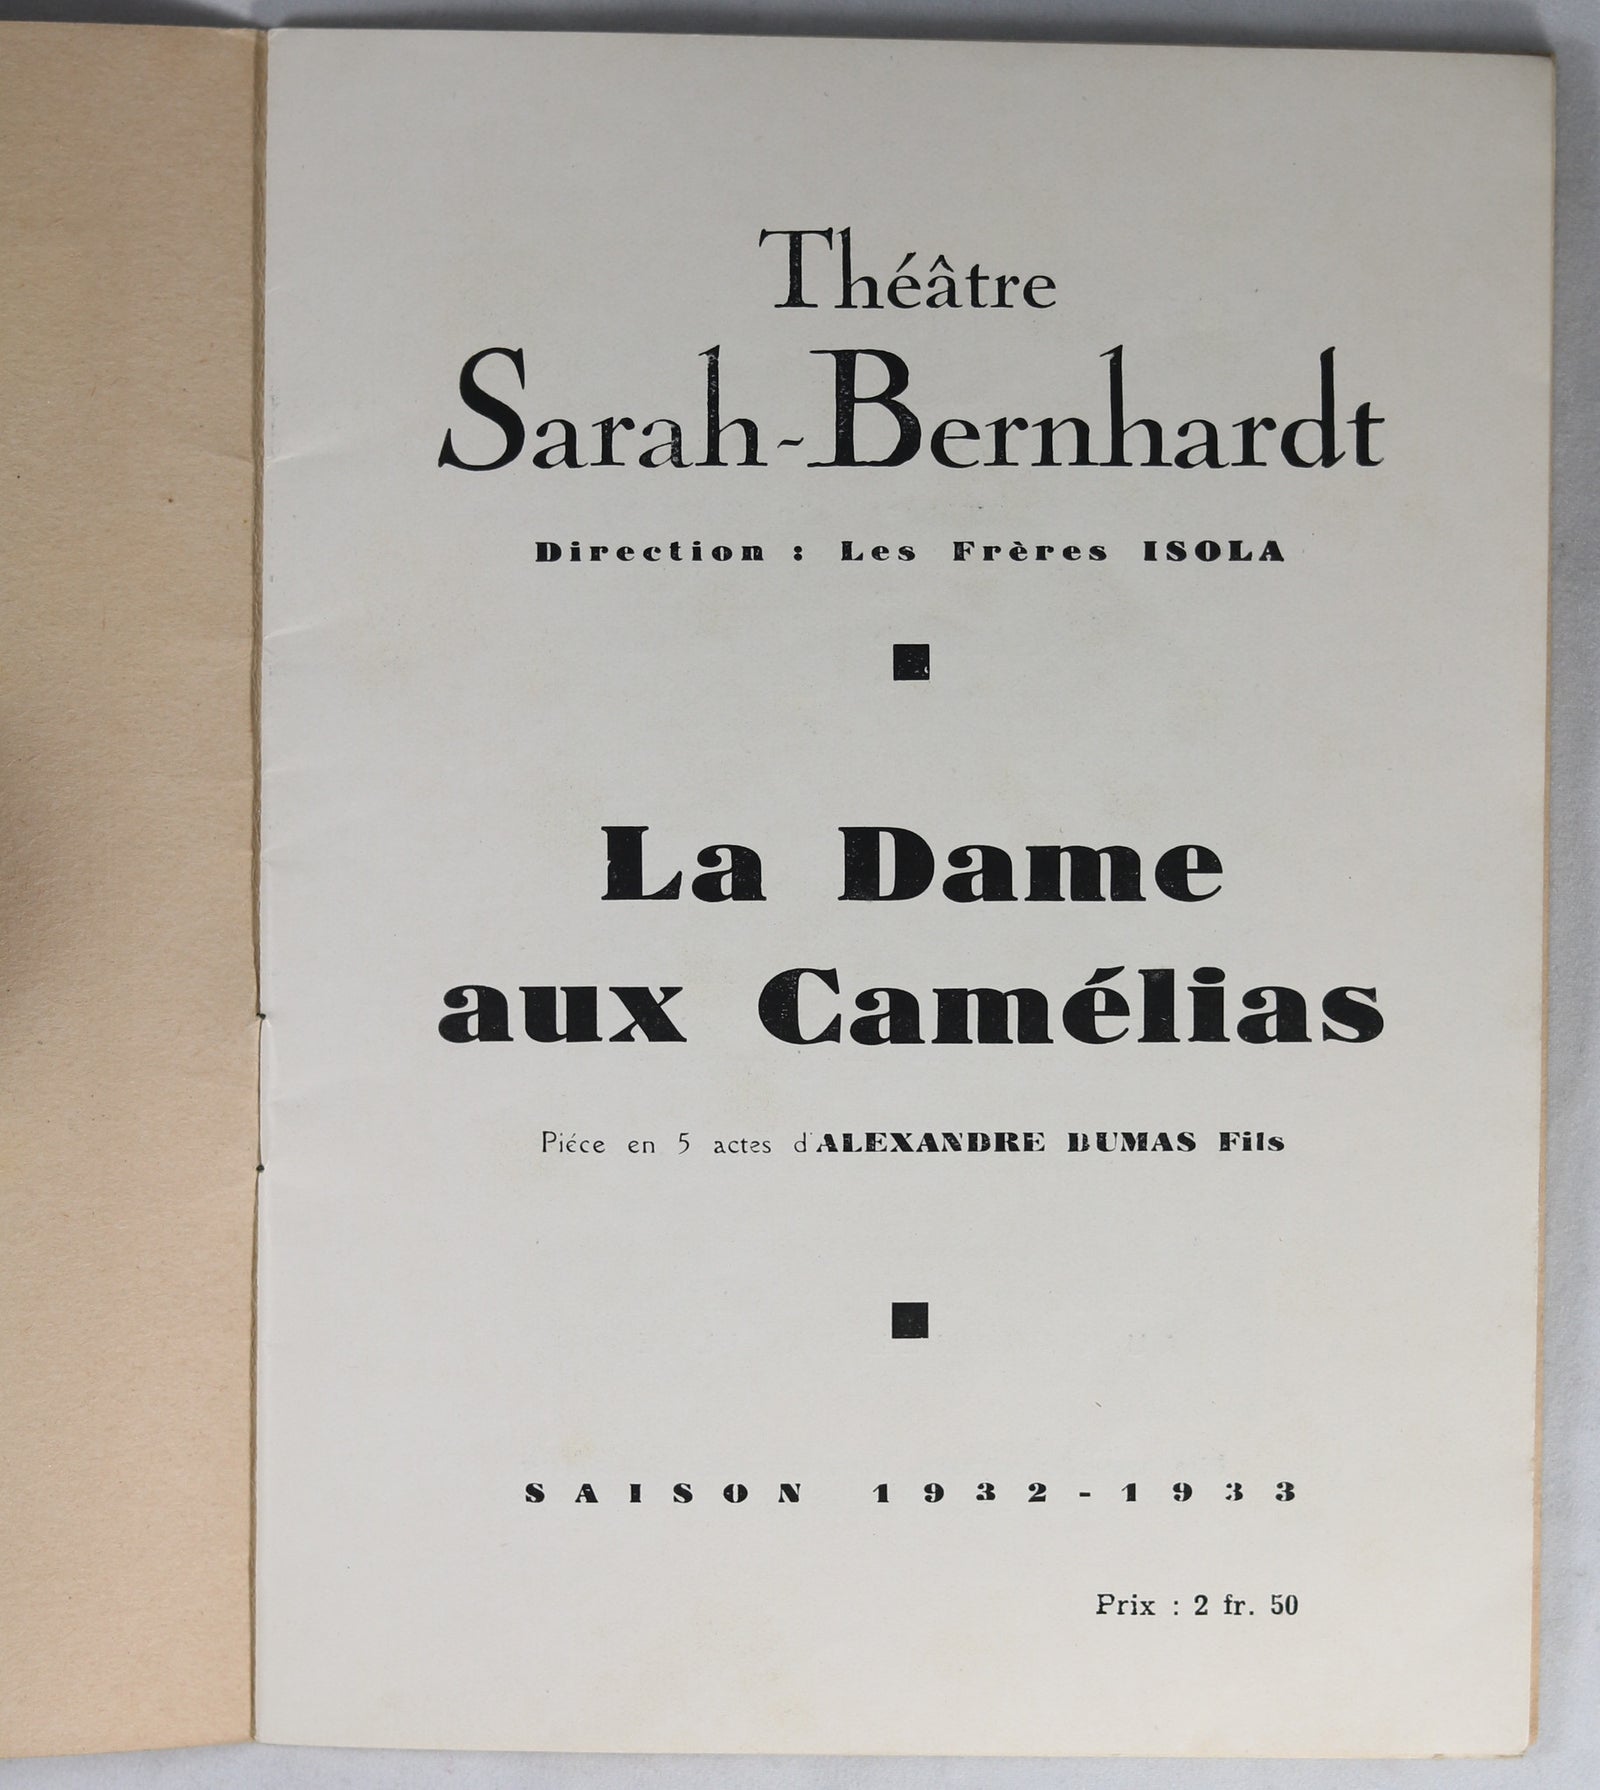 Théâtre
Sarah-Bernhardt
Direction : Les Frères ISOLA
La Dame
aux Camélias
Piéce en 5 actes d'ALEXANDRE DUMAS Fils
SAISON 1932-1933
Prix : 2 fr. 50